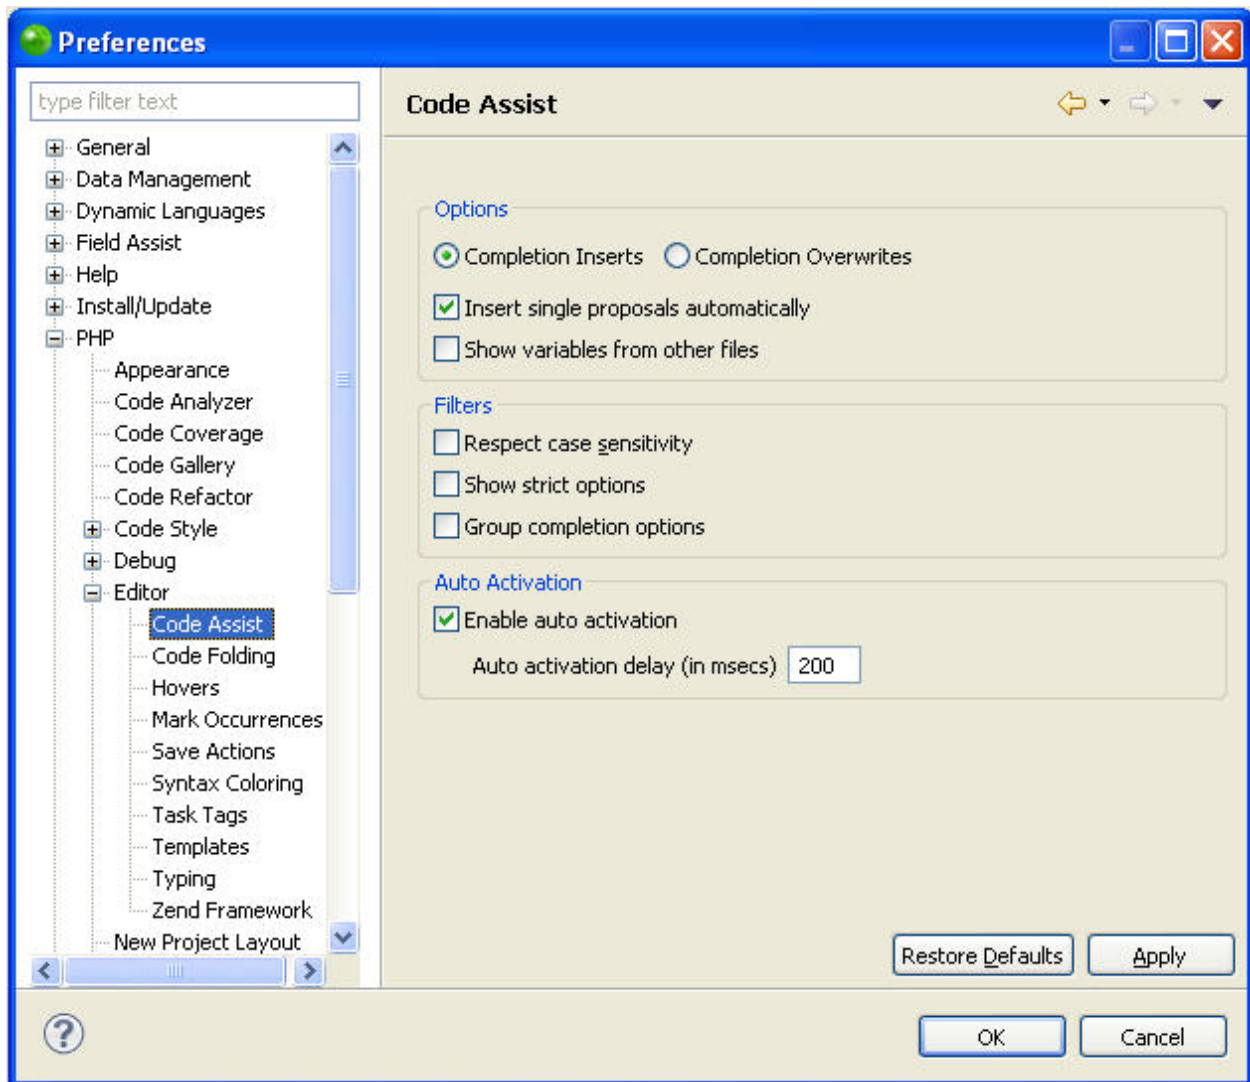 Preferences
type filter text
General
Data Management
Dynamic Languages
Field Assist
Help
Install/Update
PHP
Appearance
Code Analyzer
Code Coverage
Code Gallery
Code Refactor
Code Style
Debug
Editor
Code Assist
Code Folding
Hovers
Mark Occurrences
Save Actions
Syntax Coloring
Task Tags
Templates
Typing
Zend Framework
New Project Layout
Code Assist
Options
Completion Inserts Completion Overwrites
Insert single proposals automatically
Show variables from other files
Filters
Respect case sensitivity
Show strict options
Group completion options
Auto Activation
Enable auto activation
Auto activation delay (in msecs) 200
Restore Defaults Apply
? OK Cancel